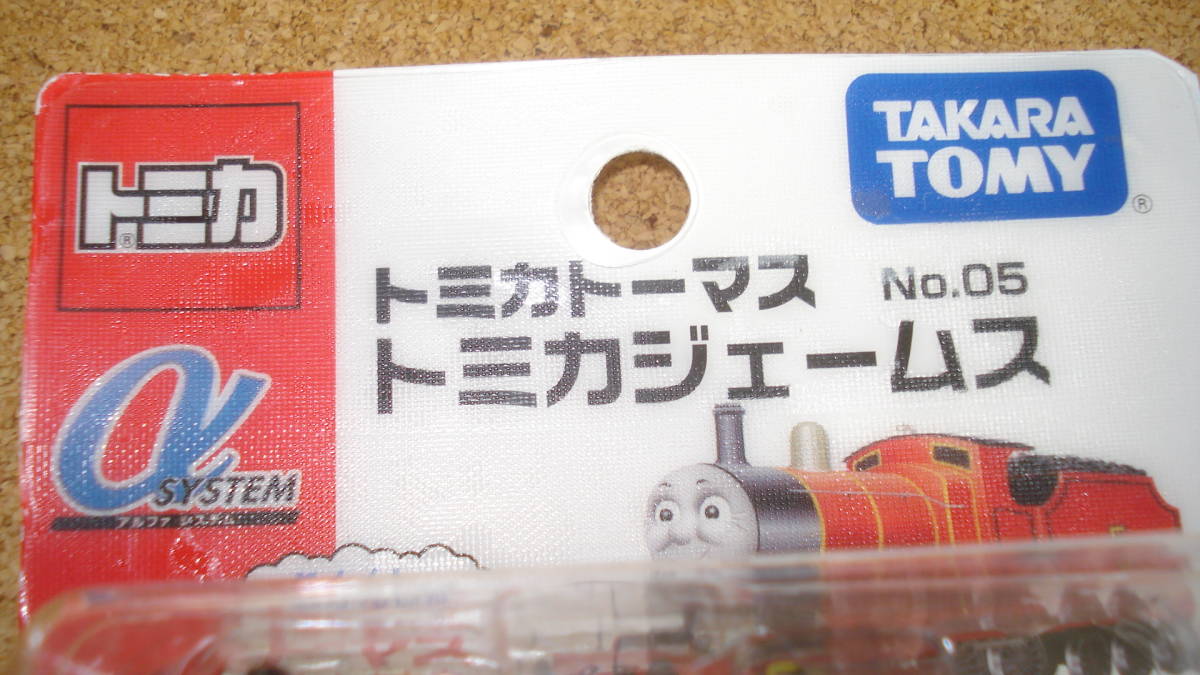 トミカ®
TAKARA
TOMY
®
トミカトーマス No.05
トミカジェームス
α
SYSTEM
アルファ システム